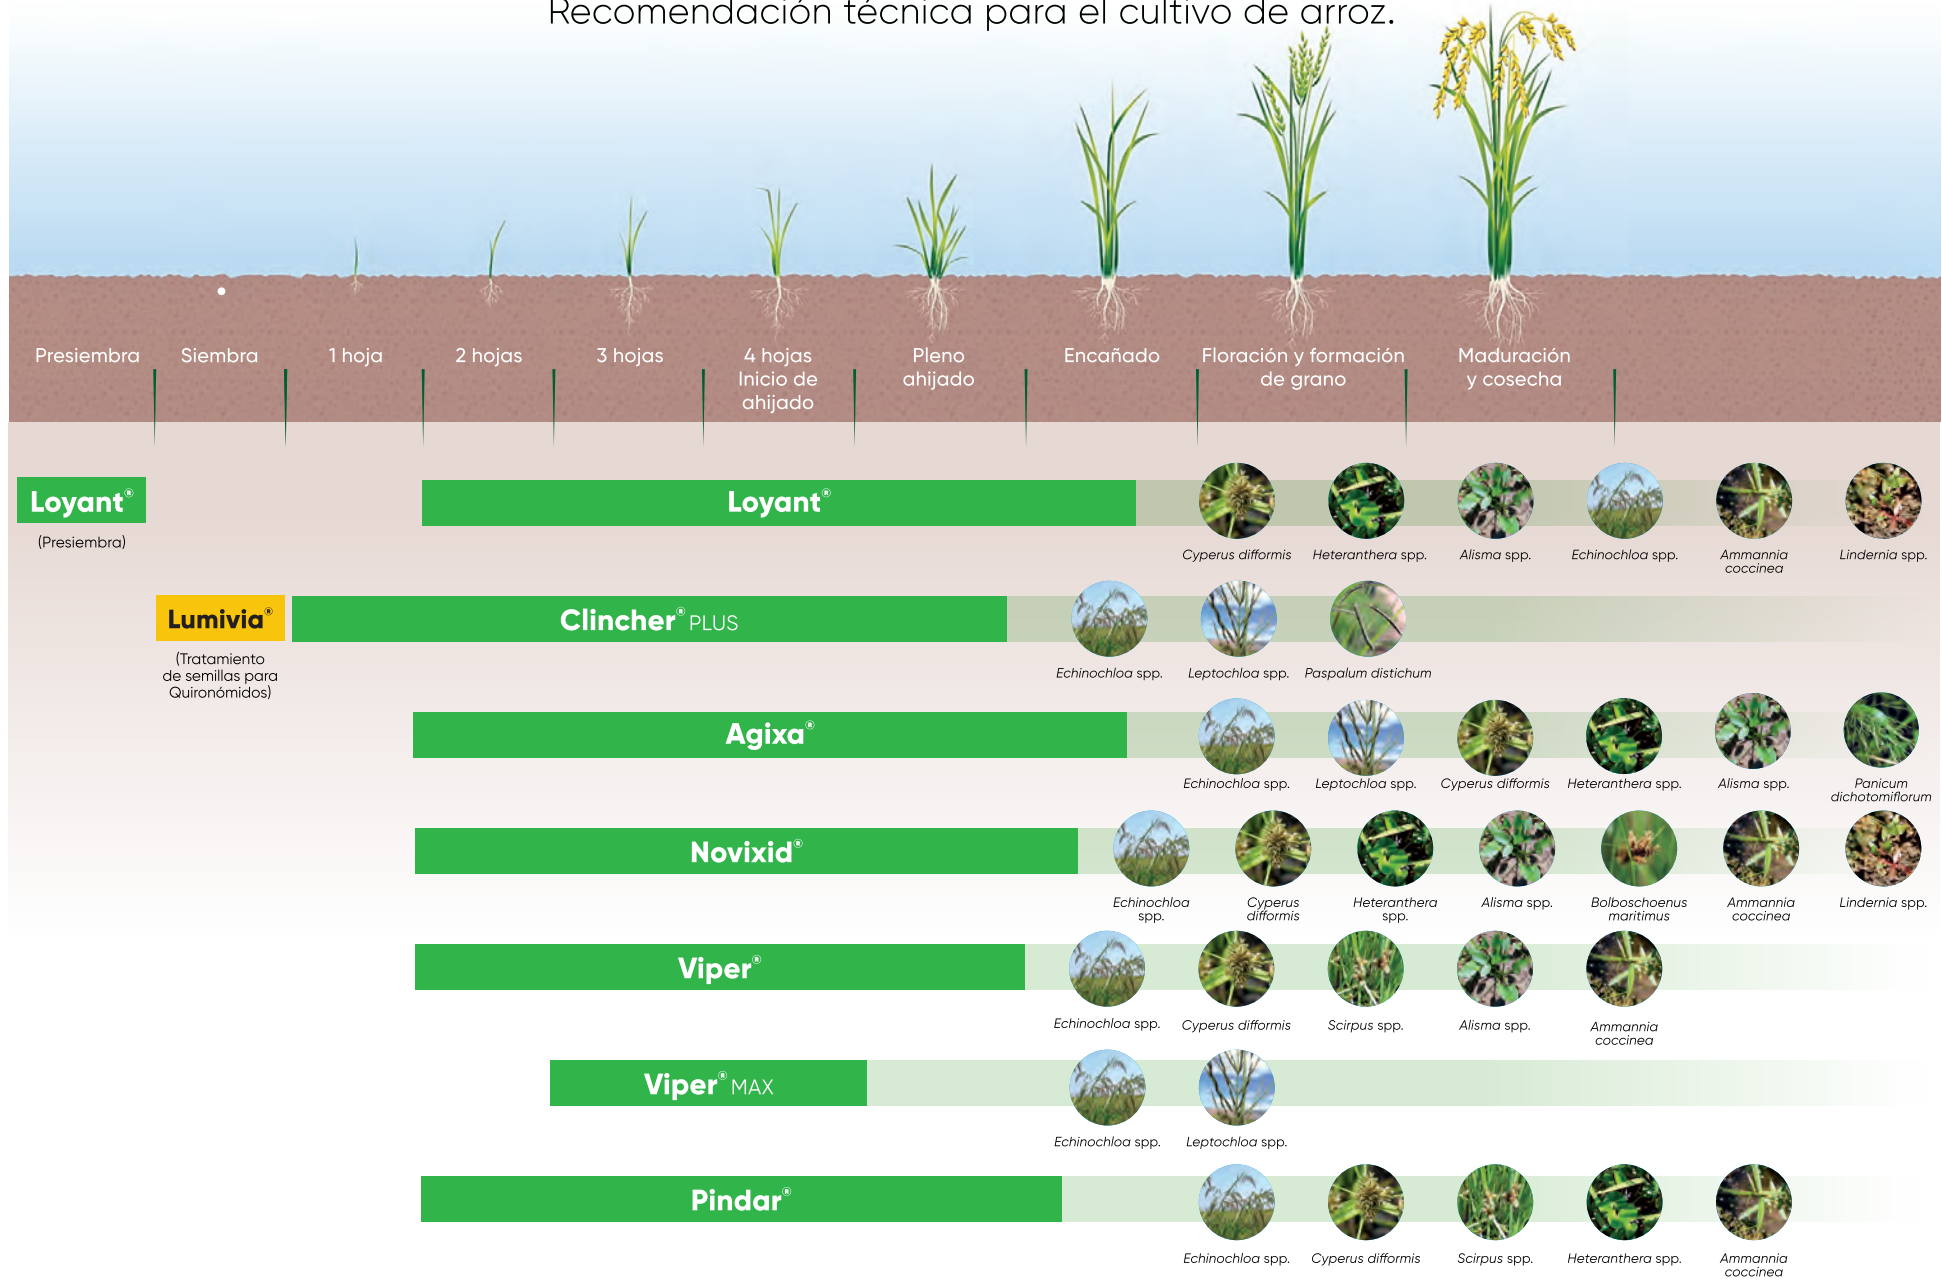 Recomendación técnica para el cultivo de arroz.
Presiembra
Siembra
1 hoja
2 hojas
3 hojas
4 hojas
Inicio de
ahijado
Pleno
ahijado
Encañado
Floración y formación
de grano
Maduración
y cosecha
Loyant®
(Presiembra)
Loyant®
Cyperus difformis
Heteranthera spp.
Alisma spp.
Echinochloa spp.
Ammannia
coccinea
Lindernia spp.
Lumivia®
(Tratamiento
de semillas para
Quironómidos)
Clincher® PLUS
Echinochloa spp.
Leptochloa spp.
Paspalum distichum
Agixa®
Echinochloa spp.
Leptochloa spp.
Cyperus difformis
Heteranthera spp.
Alisma spp.
Panicum
dichotomiflorum
Novixid®
Echinochloa
spp.
Cyperus
difformis
Heteranthera
spp.
Alisma spp.
Bolboschoenus
maritimus
Ammannia
coccinea
Lindernia spp.
Viper®
Echinochloa spp.
Cyperus difformis
Scirpus spp.
Alisma spp.
Ammannia
coccinea
Viper® MAX
Echinochloa spp.
Leptochloa spp.
Pindar®
Echinochloa spp.
Cyperus difformis
Scirpus spp.
Heteranthera spp.
Ammannia
coccinea